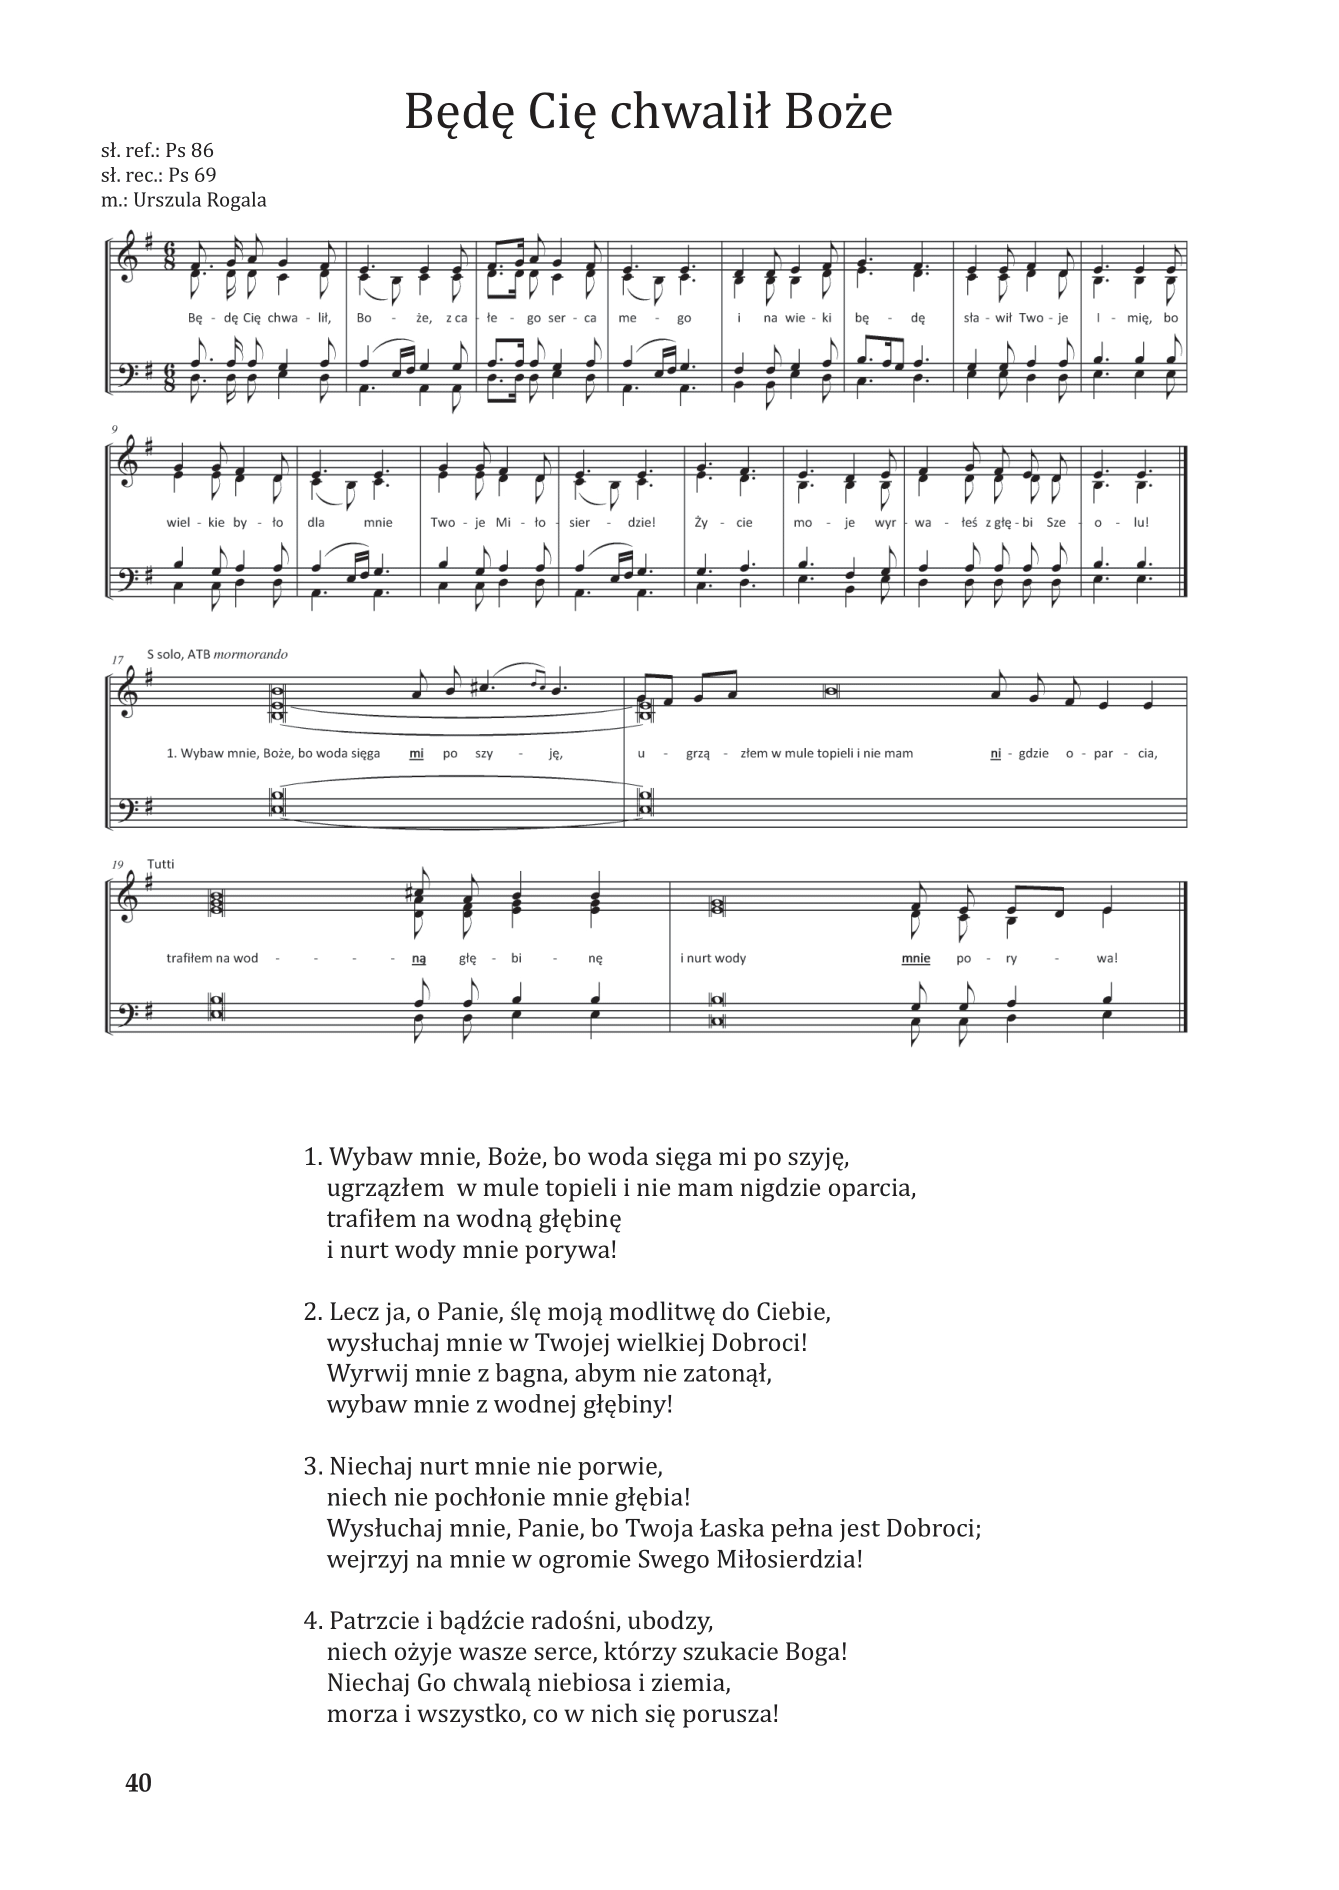 Będę Cię chwalił Boże
sł. ref.: Ps 86
sł. rec.: Ps 69
m.: Urszula Rogala
6 8
Bę - dę Cię chwa - lił, Bo - że, z ca - łe - go ser - ca me - go i na wie - ki bę - dę sła - wił Two - je I - mię, bo
6 8
9
wiel - kie by - ło dla mnie Two - je Mi - ło - sier - dzie! Ży - cie mo - je wyr - wa - łeś z głę - bi Sze - o - lu!
17 S solo, ATB mormorando
1. Wybaw mnie, Boże, bo woda sięga mi po szy - ję, u - grzą - złem w mule topieli i nie mam ni - gdzie o - par - cia,
19 Tutti
trafiłem na wod - - - - ną głę - bi - nę i nurt wody mnie po - ry - wa!
1. Wybaw mnie, Boże, bo woda sięga mi po szyję,
ugrzązłem w mule topieli i nie mam nigdzie oparcia,
trafiłem na wodną głębinę
i nurt wody mnie porywa!
2. Lecz ja, o Panie, ślę moją modlitwę do Ciebie,
wysłuchaj mnie w Twojej wielkiej Dobroci!
Wyrwij mnie z bagna, abym nie zatonął,
wybaw mnie z wodnej głębiny!
3. Niechaj nurt mnie nie porwie,
niech nie pochłonie mnie głębia!
Wysłuchaj mnie, Panie, bo Twoja Łaska pełna jest Dobroci;
wejrzyj na mnie w ogromie Swego Miłosierdzia!
4. Patrzcie i bądźcie radośni, ubodzy,
niech ożyje wasze serce, którzy szukacie Boga!
Niechaj Go chwalą niebiosa i ziemia,
morza i wszystko, co w nich się porusza!
40